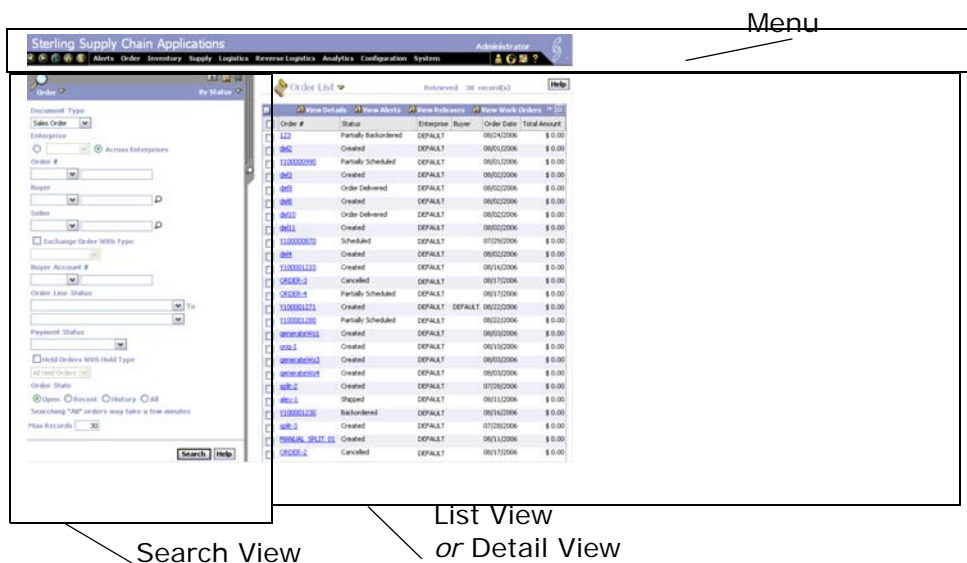 Menu
Sterling Supply Chain Applications
Administrator
Alerts Order Inventory Supply Logistics Reverse Logistics Analytics Configuration System
Order
By Status
Document Type
Sales Order
Enterprise
Across Enterprises
Order #
Buyer
Seller
Exchange Order With Type
Buyer Account #
Order Line Status
To
Payment Status
Held Orders With Hold Type
All Held Orders
Order State
Open Recent History All
Searching "All" orders may take a few minutes
Max Records 30
Search Help
Order List
Retrieved 30 record(s)
Help
View Details View Alerts View Releases View Work Orders
Order # Status Enterprise Buyer Order Date Total Amount
123 Partially Backordered DEFAULT 08/24/2006 $ 0.00
del2 Created DEFAULT 08/01/2006 $ 0.00
Y100000990 Partially Scheduled DEFAULT 08/01/2006 $ 0.00
del3 Created DEFAULT 08/02/2006 $ 0.00
del9 Order Delivered DEFAULT 08/02/2006 $ 0.00
del8 Created DEFAULT 08/02/2006 $ 0.00
del10 Order Delivered DEFAULT 08/02/2006 $ 0.00
del11 Created DEFAULT 08/02/2006 $ 0.00
Y100000870 Scheduled DEFAULT 07/29/2006 $ 0.00
del4 Created DEFAULT 08/02/2006 $ 0.00
Y100001210 Created DEFAULT 08/16/2006 $ 0.00
ORDER-3 Cancelled DEFAULT 08/17/2006 $ 0.00
ORDER-4 Partially Scheduled DEFAULT 08/17/2006 $ 0.00
Y100001271 Created DEFAULT DEFAULT 08/22/2006 $ 0.00
Y100001280 Partially Scheduled DEFAULT 08/22/2006 $ 0.00
generateWo1 Created DEFAULT 08/03/2006 $ 0.00
Created DEFAULT 08/10/2006 $ 0.00
generateWo3 Created DEFAULT 08/03/2006 $ 0.00
generateWo4 Created DEFAULT 08/03/2006 $ 0.00
split-2 Created DEFAULT 07/28/2006 $ 0.00
alex-1 Shipped DEFAULT 08/11/2006 $ 0.00
Y100001230 Backordered DEFAULT 08/16/2006 $ 0.00
split-3 Created DEFAULT 07/28/2006 $ 0.00
MANUAL_SPLIT_01 Created DEFAULT 08/11/2006 $ 0.00
ORDER-2 Cancelled DEFAULT 08/17/2006 $ 0.00
Search View
List View
or Detail View